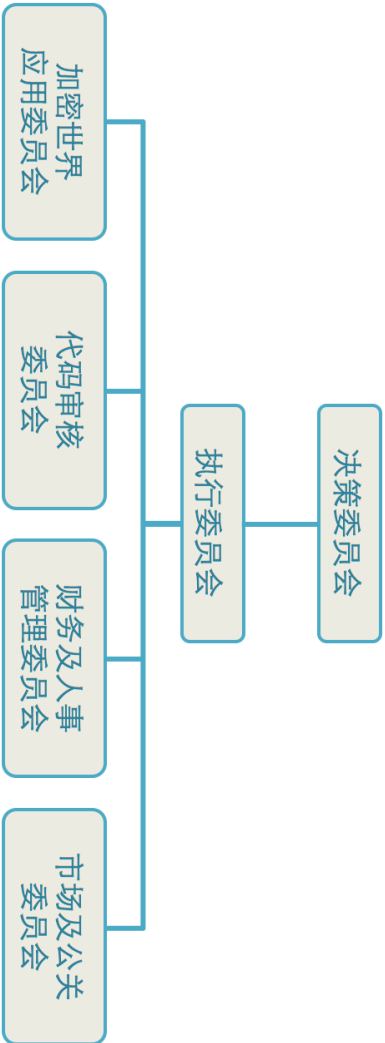 决策委员会
执行委员会
加密世界
应用委员会
代码审核
委员会
财务及人事
管理委员会
市场及公关
委员会